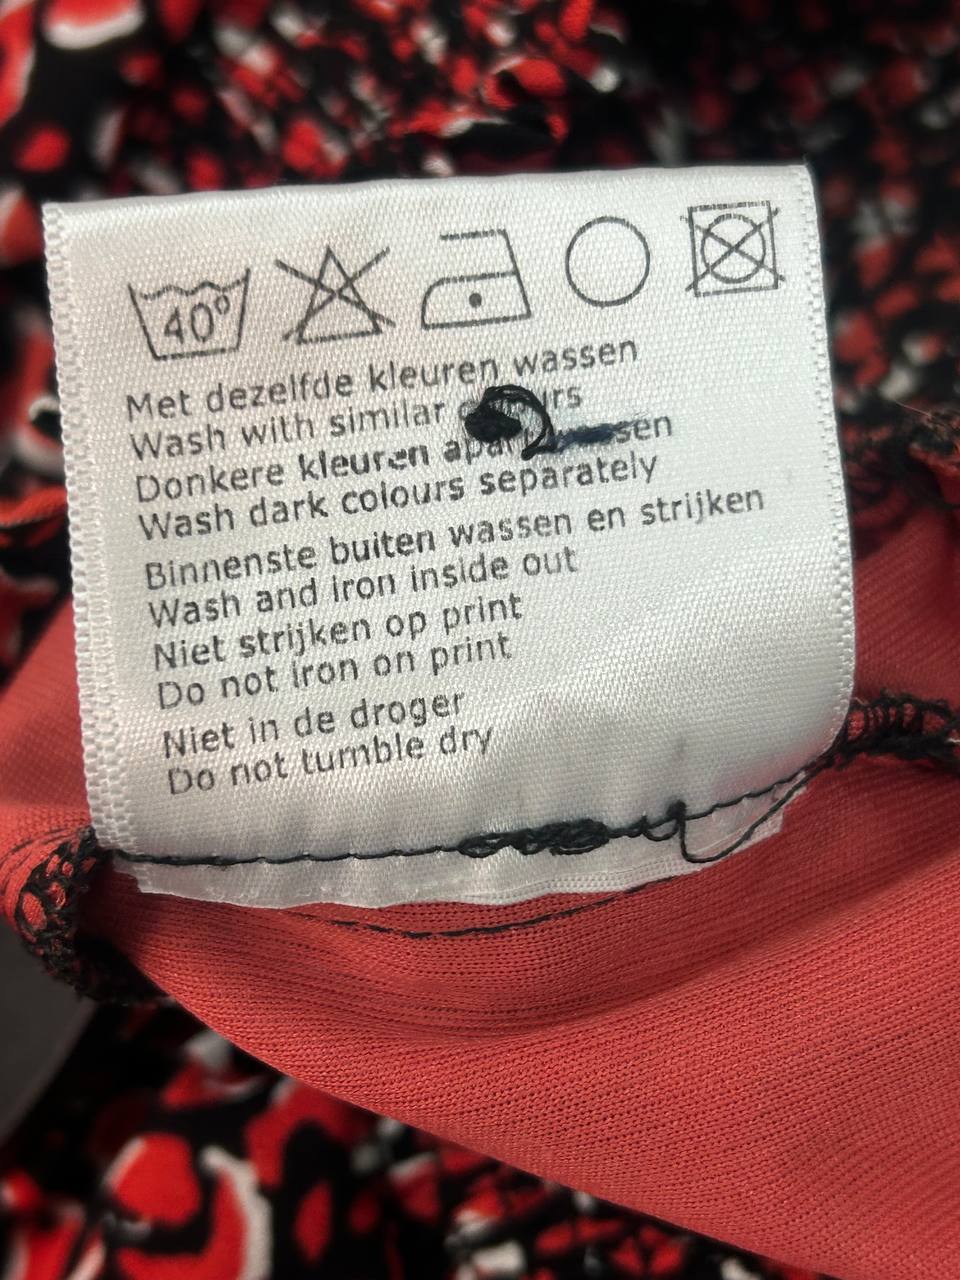 40°
Met dezelfde kleuren wassen
Wash with similar
Donkere kleuren
Wash dark colours separately
Binnenste buiten wassen en strijken
Wash and iron inside out
Niet strijken op print
Do not iron on print
Niet in de droger
Do not tumble dry